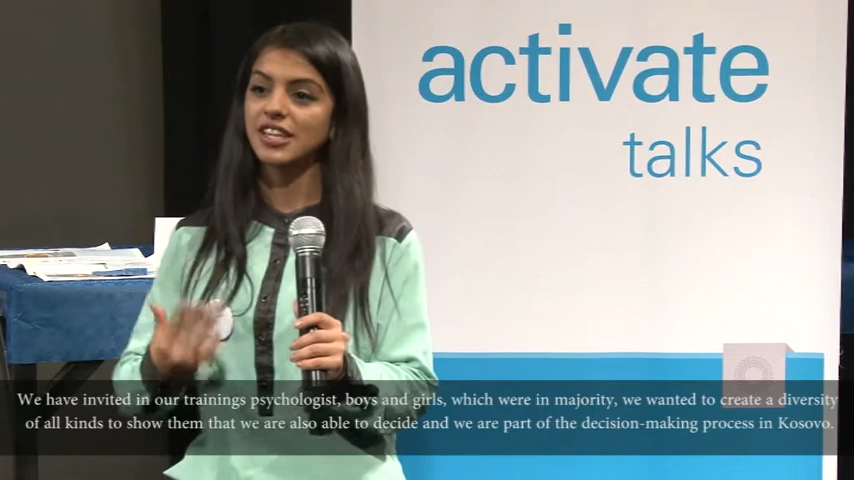 activate
talks
We have invited in our trainings psychologist, boys and girls, which were in majority, we wanted to create a diversity
of all kinds to show them that we are also able to decide and we are part of the decision-making process in Kosovo.